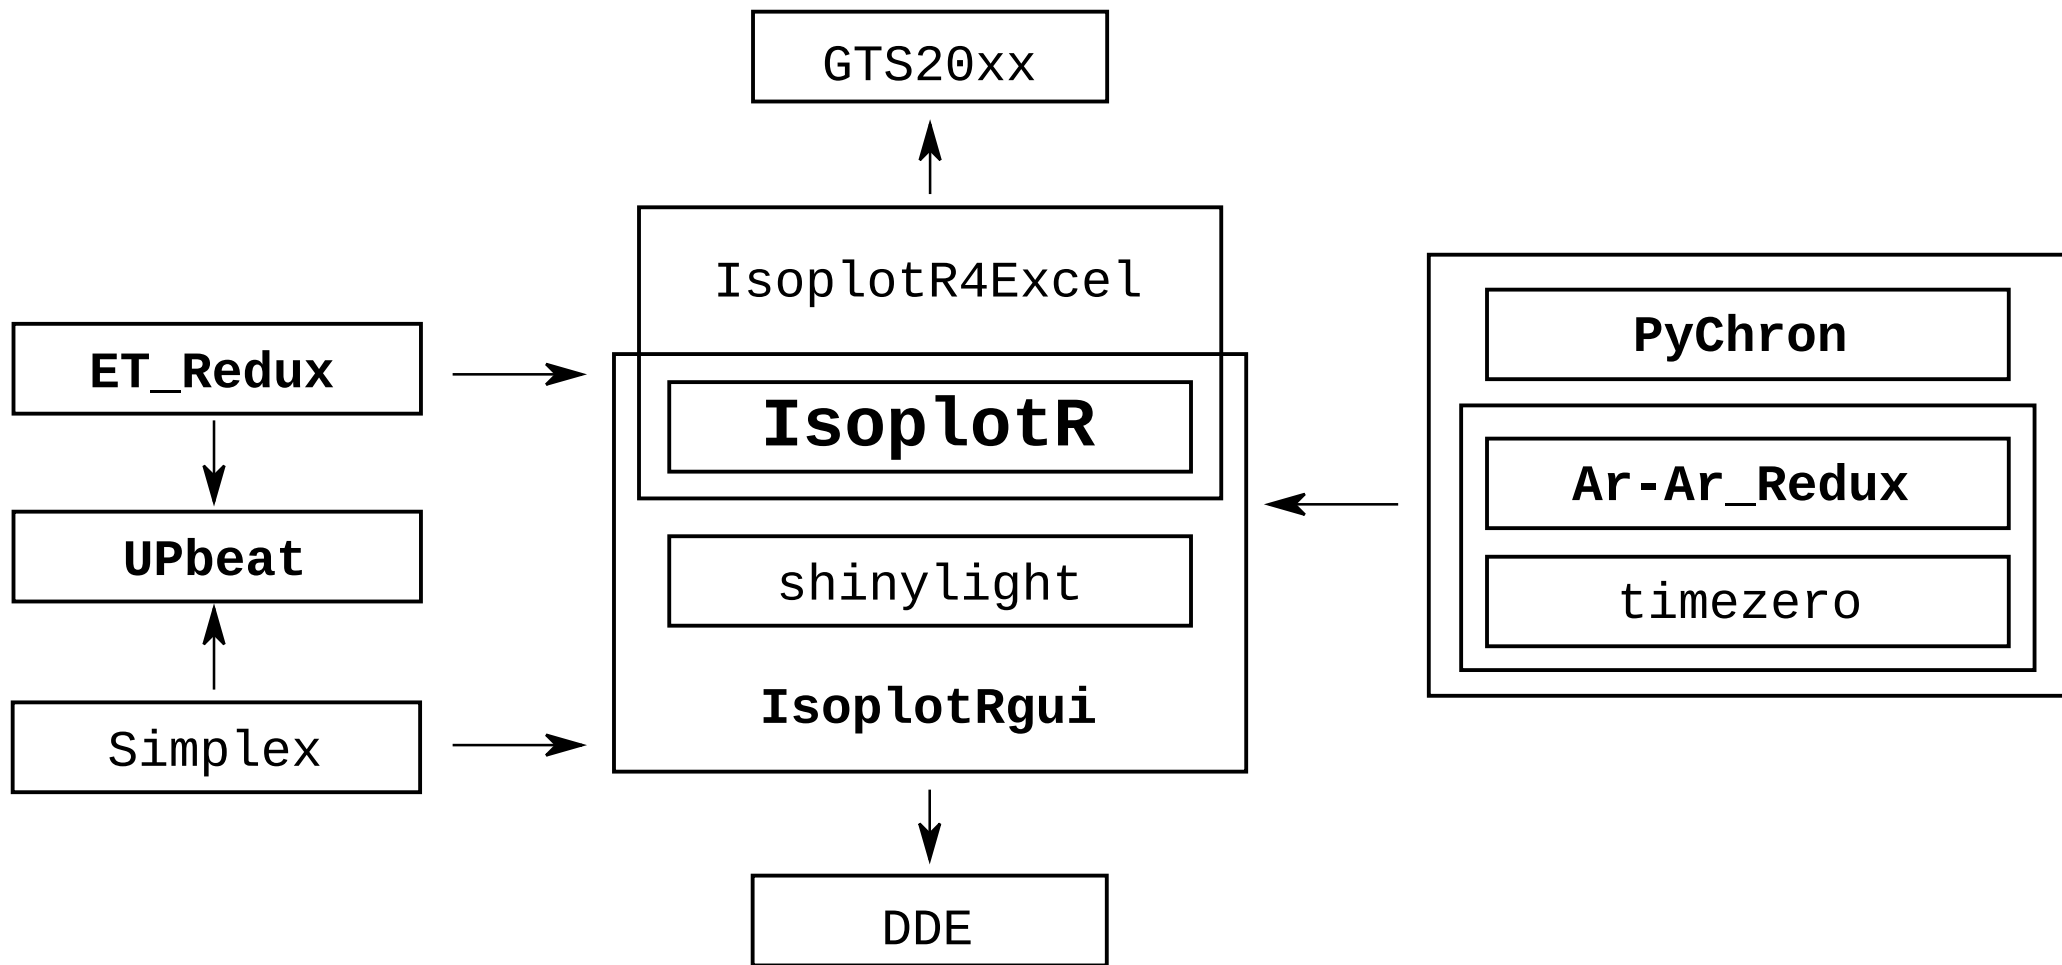 GTS20xx
IsoplotR4Excel
ET_Redux
IsoplotR
UPbeat
shinylight
Simplex
IsoplotRgui
PyChron
Ar-Ar_Redux
timezero
DDE